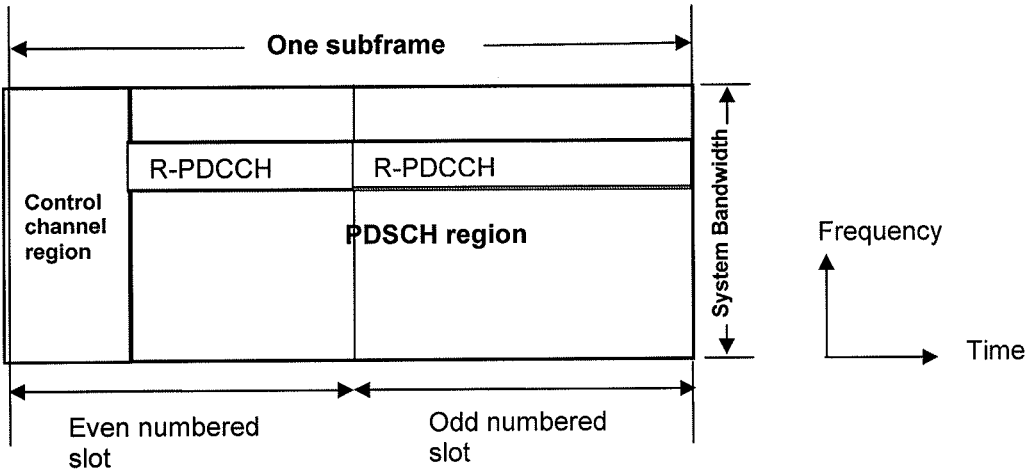 One subframe
R-PDCCH
R-PDCCH
Control
channel
region
PDSCH region
System Bandwidth
Frequency
Time
Even numbered
slot
Odd numbered
slot